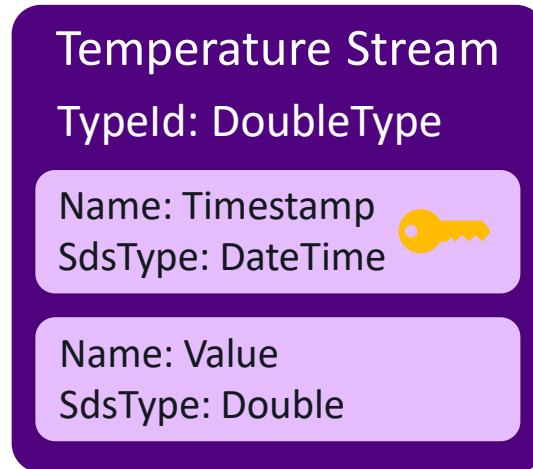 Temperature Stream
TypeId: DoubleType
Name: Timestamp
SdsType: DateTime
Name: Value
SdsType: Double